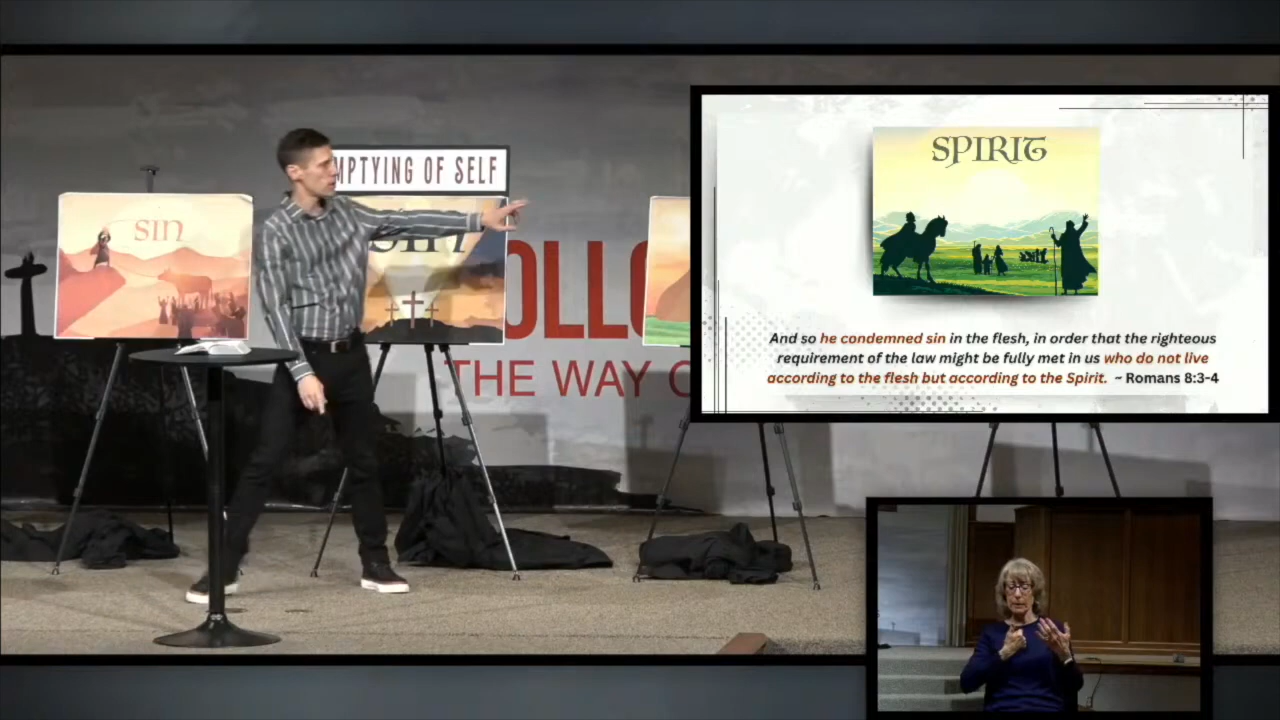 SIN
MPTYING OF SELF
SIN
OLLO
THE WAY O
SPIRIT
And so he condemned sin in the flesh, in order that the righteous
requirement of the law might be fully met in us who do not live
according to the flesh but according to the Spirit. ~ Romans 8:3-4